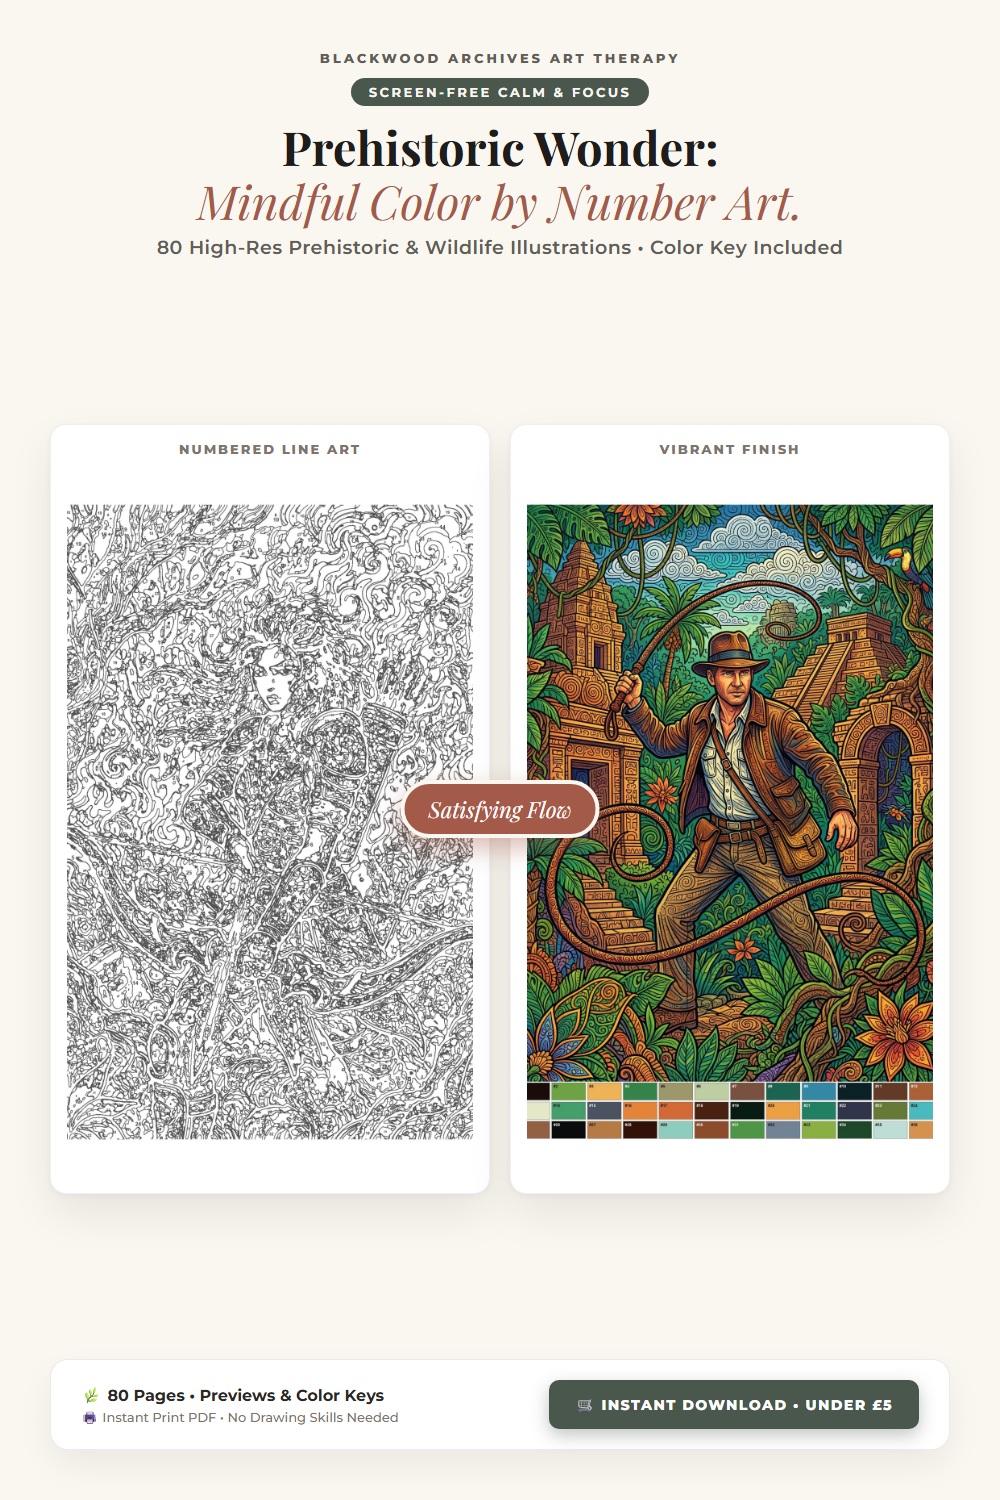 BLACKWOOD ARCHIVES ART THERAPY
SCREEN-FREE CALM & FOCUS
Prehistoric Wonder:
Mindful Color by Number Art.
80 High-Res Prehistoric & Wildlife Illustrations • Color Key Included
NUMBERED LINE ART
VIBRANT FINISH
Satisfying Flow
80 Pages • Previews & Color Keys
Instant Print PDF • No Drawing Skills Needed
INSTANT DOWNLOAD • UNDER £5